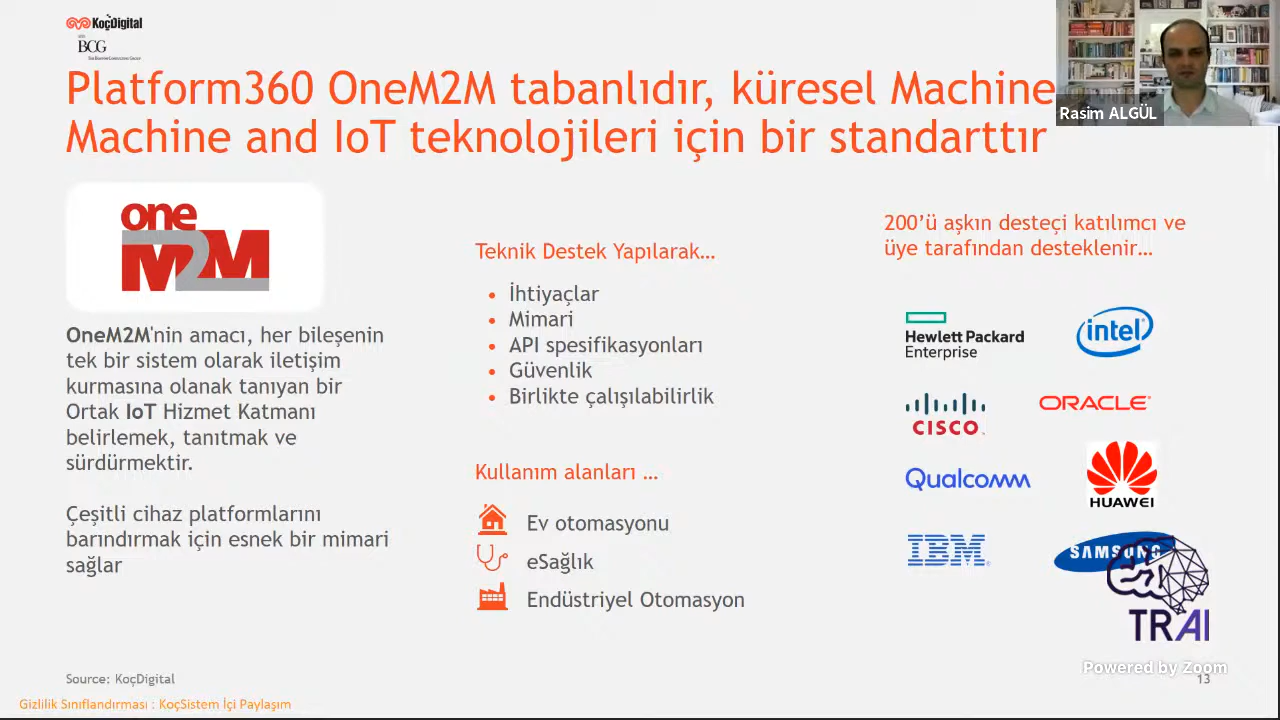 KoçDigital
BCG
Platform360 OneM2M tabanlıdır, küresel Machine
Machine and IoT teknolojileri için bir standarttır
Rasim ALGÜL
one
M2M
OneM2M'nin amacı, her bileşenin
tek bir sistem olarak iletişim
kurmasına olanak tanıyan bir
Ortak IoT Hizmet Katmanı
belirlemek, tanıtmak ve
sürdürmektir.
Çeşitli cihaz platformlarını
barındırmak için esnek bir mimari
sağlar
Teknik Destek Yapılarak…
• İhtiyaçlar
• Mimari
• API spesifikasyonları
• Güvenlik
• Birlikte çalışılabilirlik
Kullanım alanları …
Ev otomasyonu
eSağlık
Endüstriyel Otomasyon
200’ü aşkın desteçi katılımcı ve
üye tarafından desteklenir…
Hewlett Packard
Enterprise
intel
CISCO
ORACLE
Qualcomm
HUAWEI
IBM
SAMSUNG
TRAI
Powered by Zoom
Source: KoçDigital
13
Gizlilik Sınıflandırması : KoçSistem İçi Paylaşım